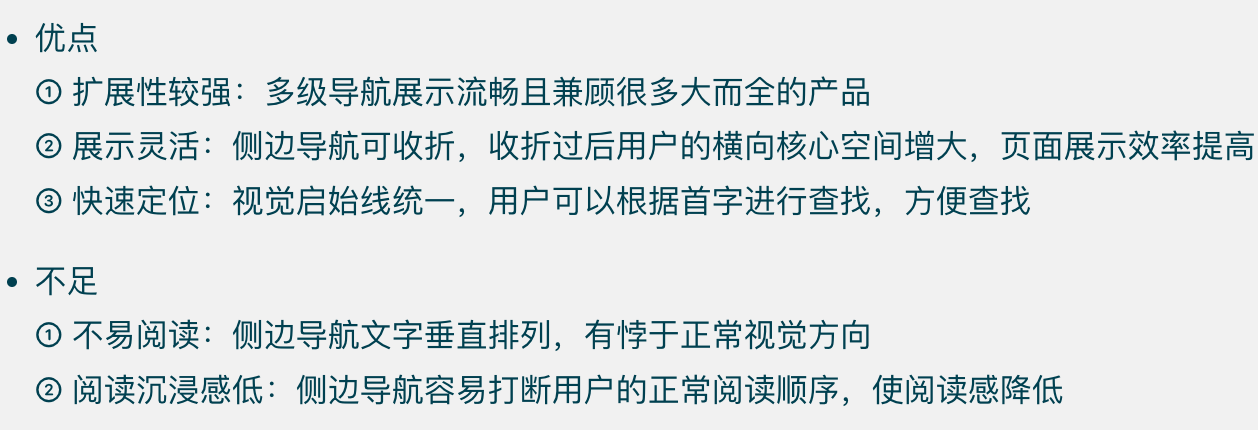 • 优点
① 扩展性较强：多级导航展示流畅且兼顾很多大而全的产品
② 展示灵活：侧边导航可收折，收折过后用户的横向核心空间增大，页面展示效率提高
③ 快速定位：视觉启始线统一，用户可以根据首字进行查找，方便查找
• 不足
① 不易阅读：侧边导航文字垂直排列，有悖于正常视觉方向
② 阅读沉浸感低：侧边导航容易打断用户的正常阅读顺序，使阅读感降低